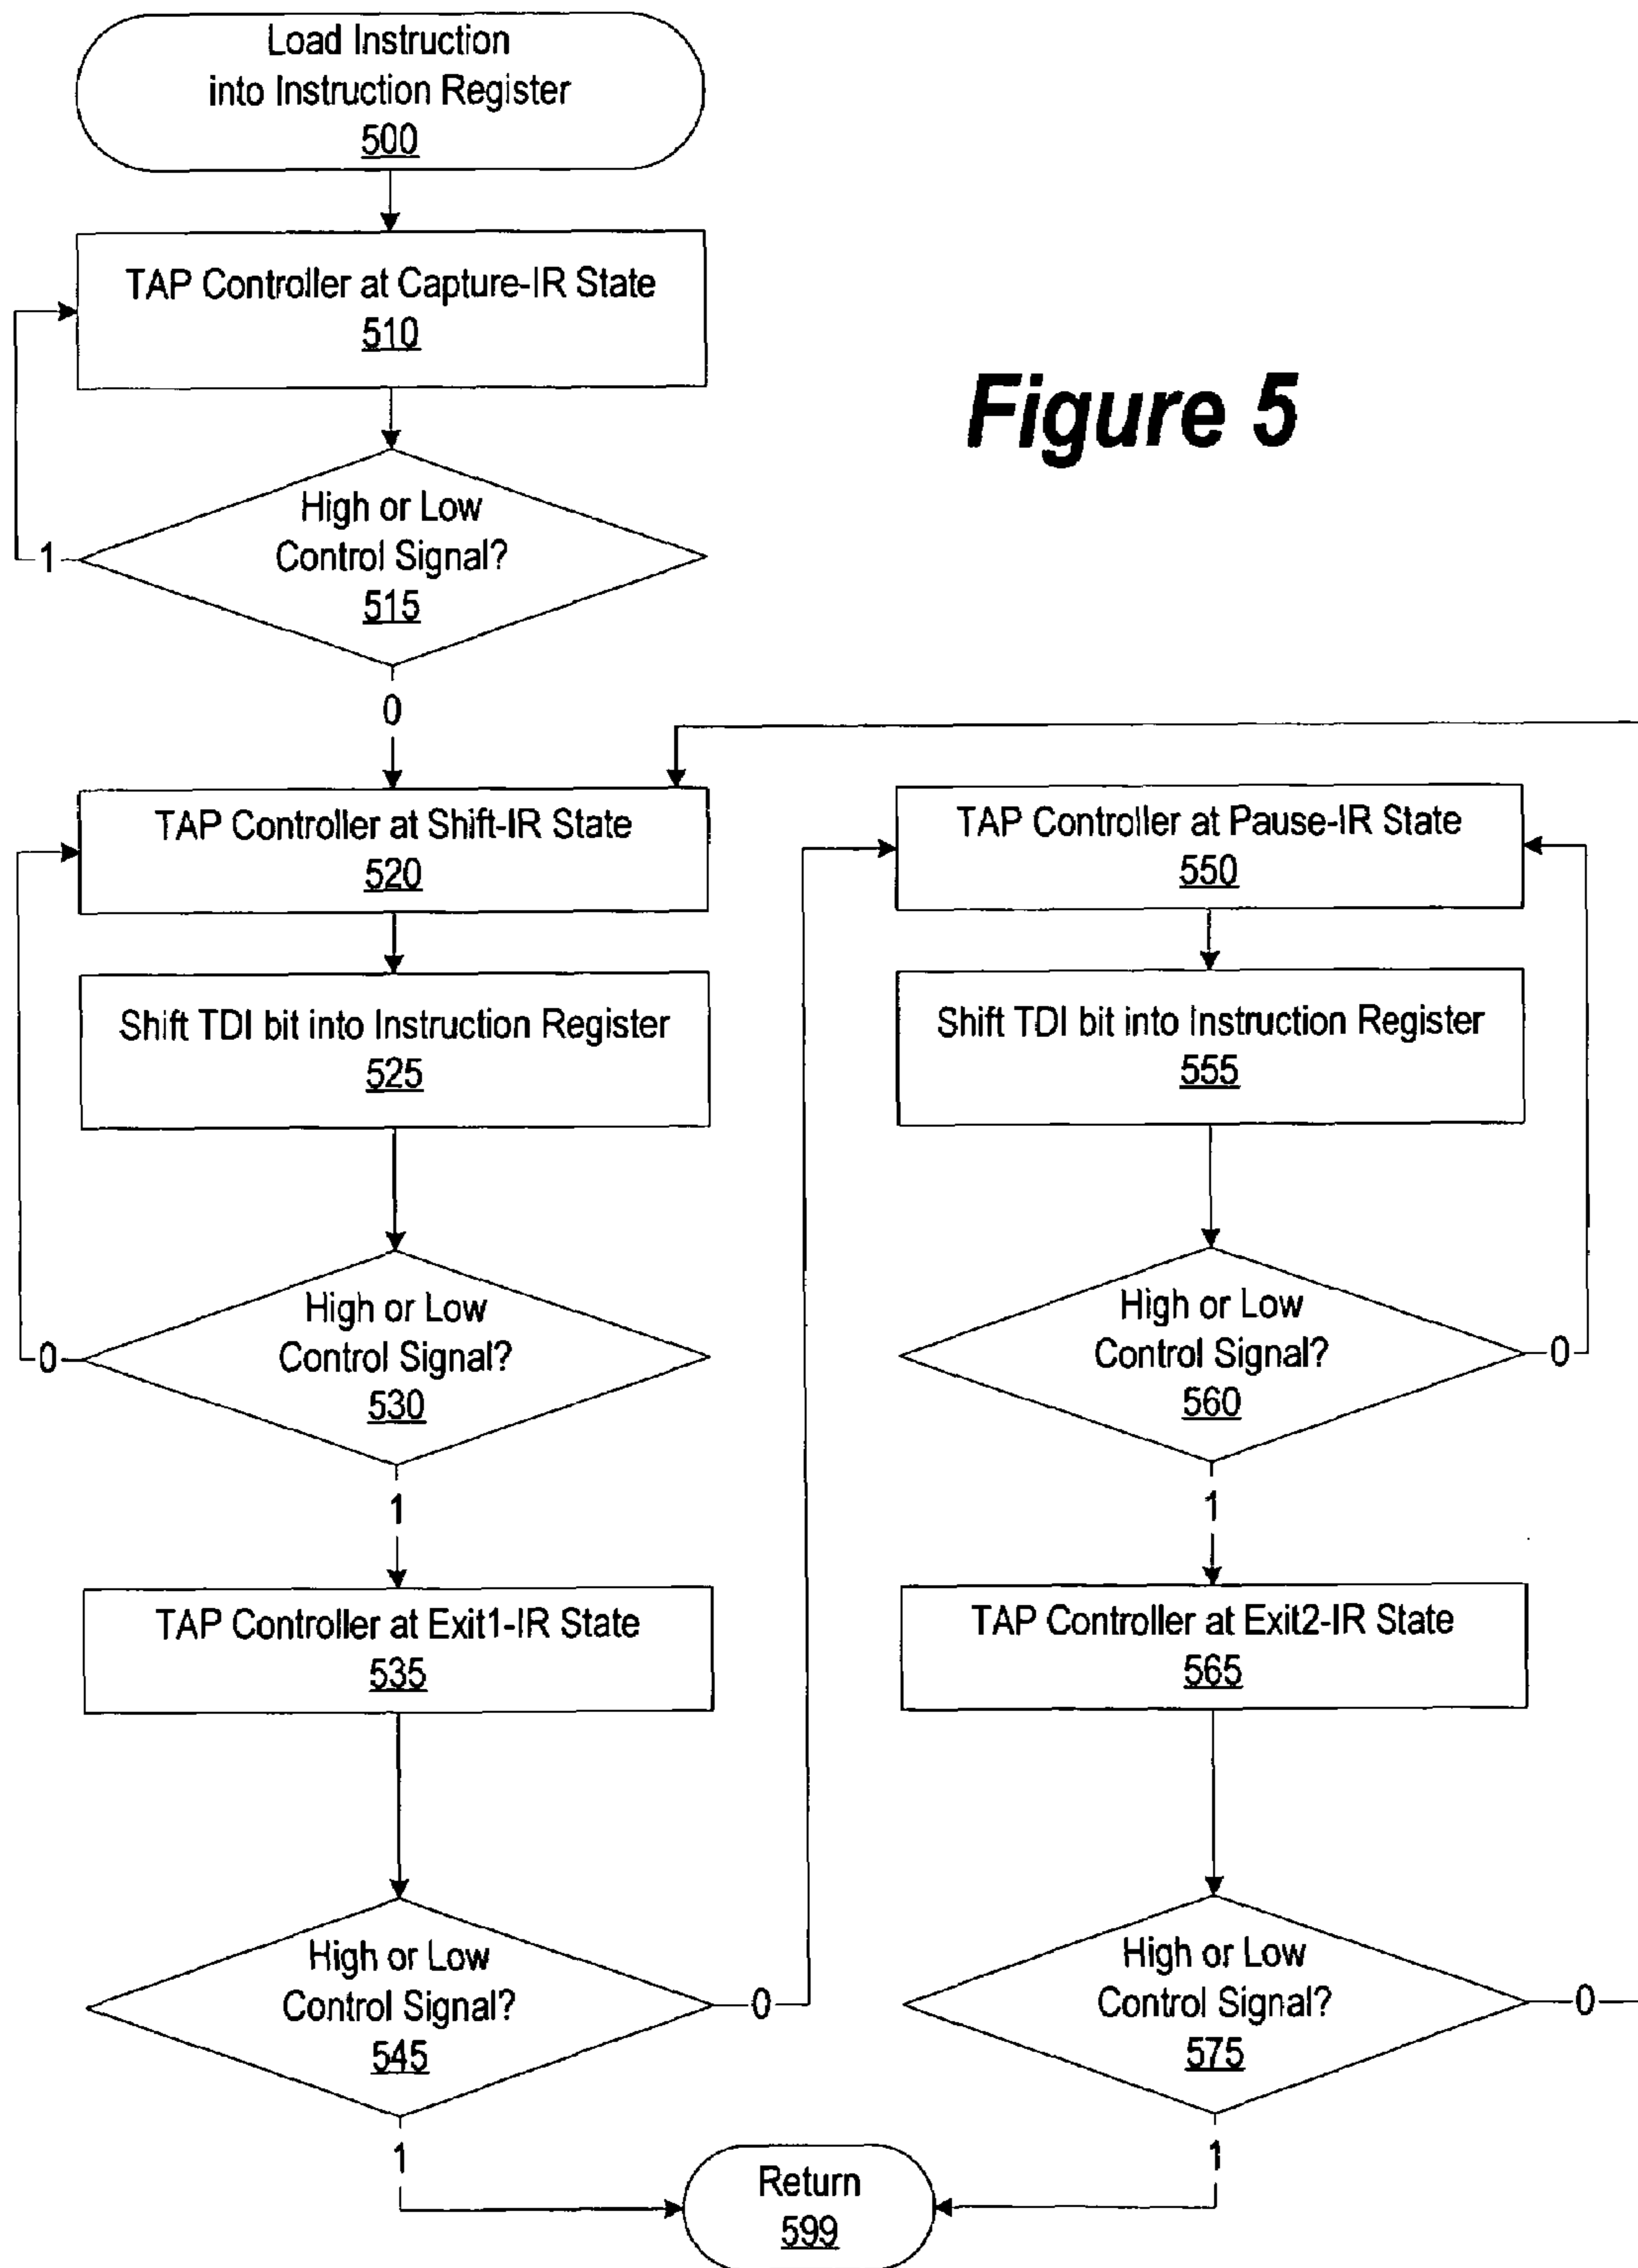 Load Instruction
into Instruction Register
500
TAP Controller at Capture-IR State
510
Figure 5
High or Low
Control Signal?
515
1
0
TAP Controller at Shift-IR State
520
Shift TDI bit into Instruction Register
525
High or Low
Control Signal?
530
0
1
TAP Controller at Exit1-IR State
535
High or Low
Control Signal?
545
0
1
TAP Controller at Pause-IR State
550
Shift TDI bit into Instruction Register
555
High or Low
Control Signal?
560
0
1
TAP Controller at Exit2-IR State
565
High or Low
Control Signal?
575
0
1
Return
599